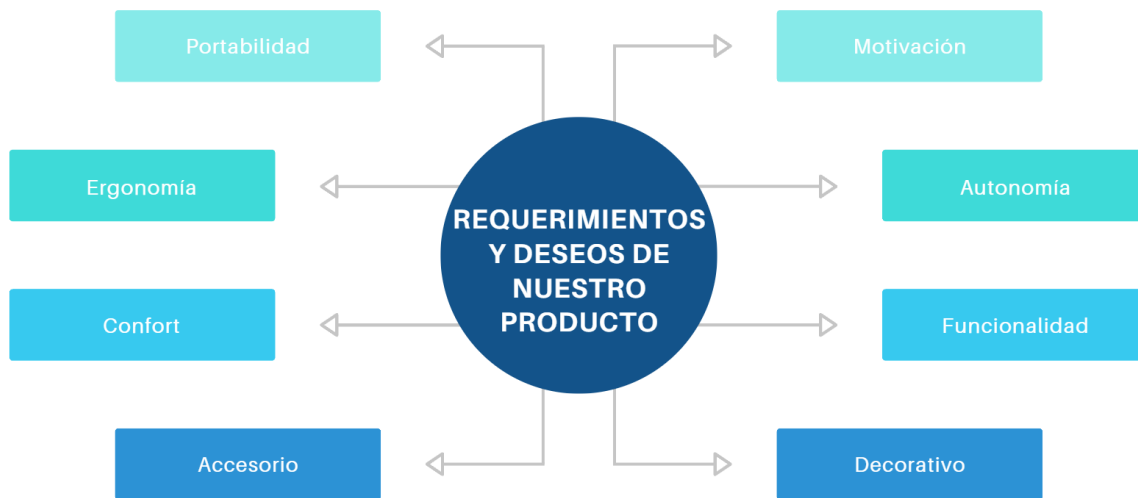 Portabilidad
Motivación
Ergonomía
Autonomía
REQUERIMIENTOS
Y DESEOS DE
NUESTRO
PRODUCTO
Confort
Funcionalidad
Accesorio
Decorativo